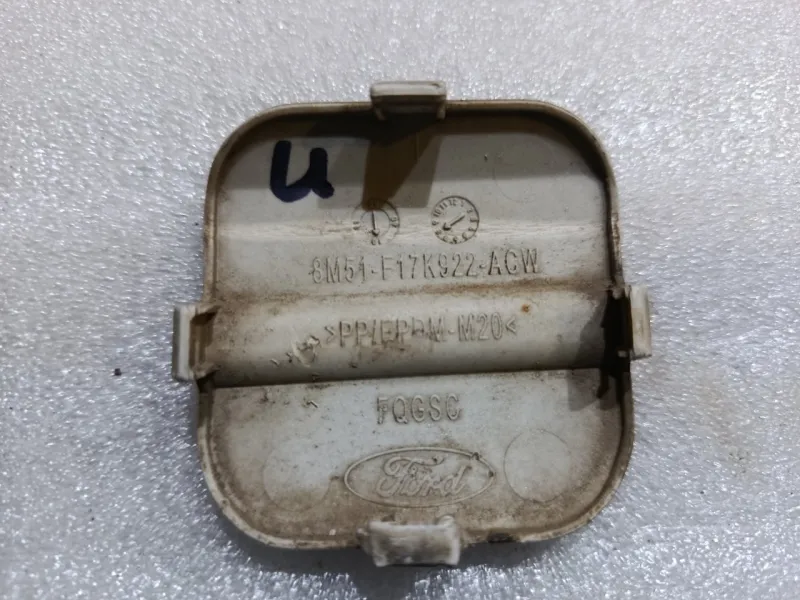 u
8M51-F17K922-ACW
>PP/EPDM-M20<
FQGSC
Ford